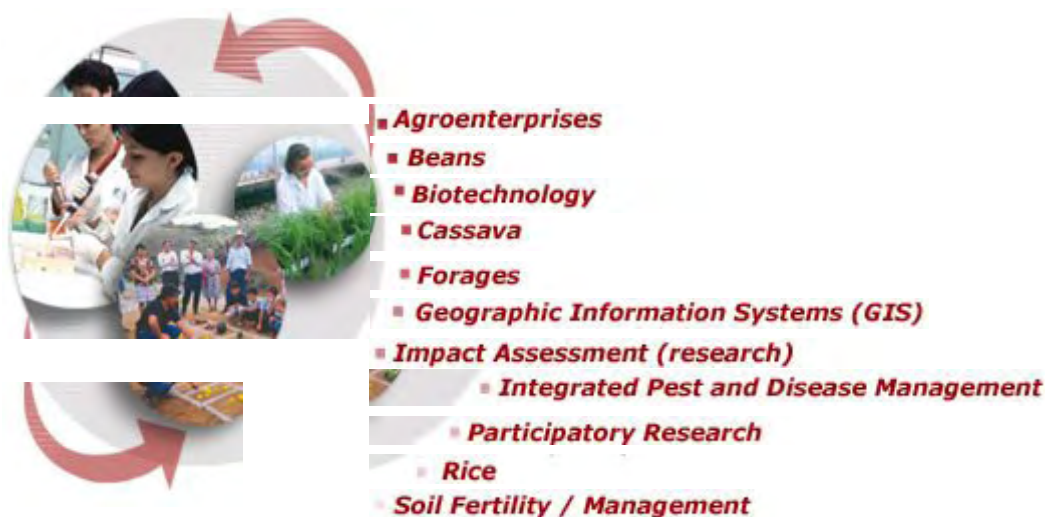 Agroenterprises
Beans
Biotechnology
Cassava
Forages
Geographic Information Systems (GIS)
Impact Assessment (research)
Integrated Pest and Disease Management
Participatory Research
Rice
Soil Fertility / Management